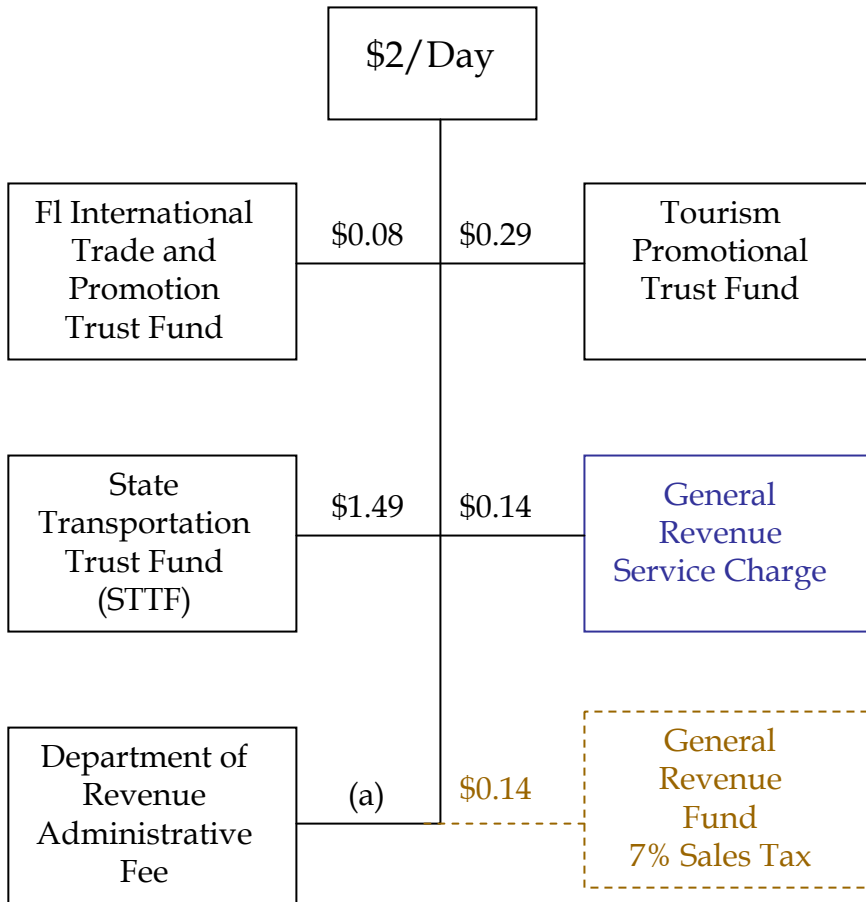 $2/Day
Fl International
Trade and
Promotion
Trust Fund
$0.08
$0.29
Tourism
Promotional
Trust Fund
State
Transportation
Trust Fund
(STTF)
$1.49
$0.14
General
Revenue
Service Charge
Department of
Revenue
Administrative
Fee
(a)
$0.14
General
Revenue
Fund
7% Sales Tax